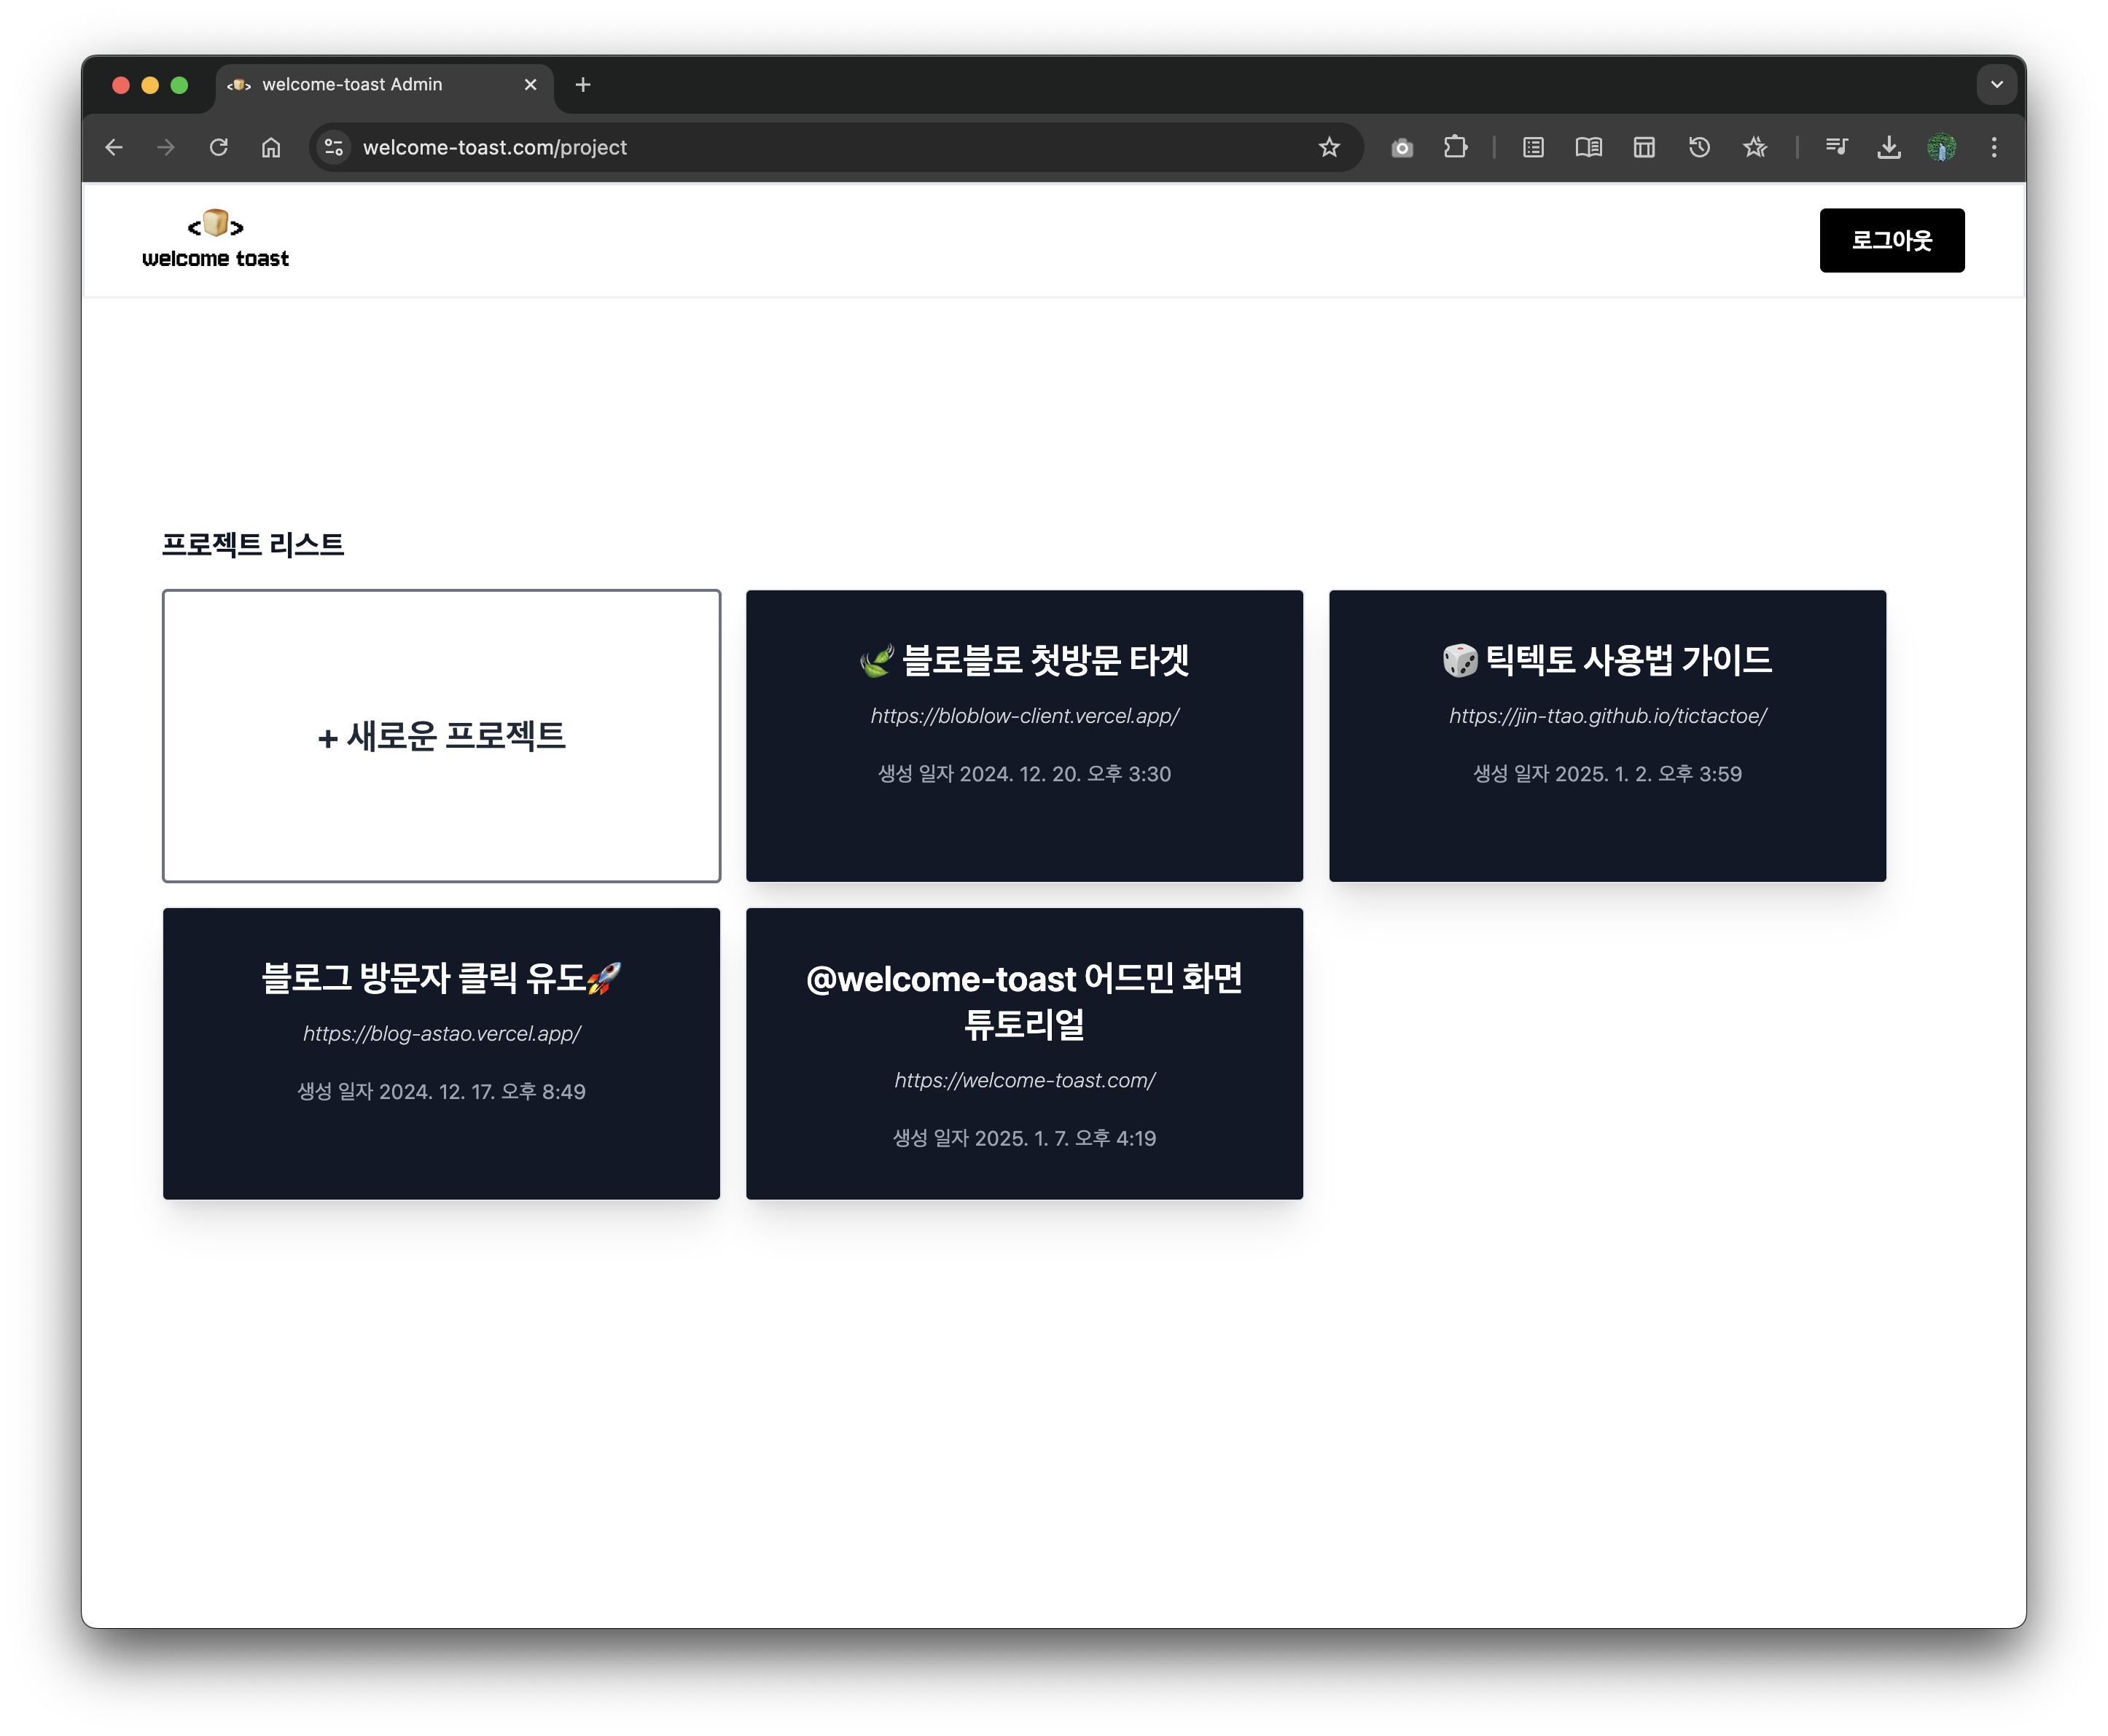 welcome-toast Admin
welcome-toast.com/project
< >
welcome toast
로그아웃
프로젝트 리스트
+ 새로운 프로젝트
🌿 블로블로 첫방문 타겟
https://bloblow-client.vercel.app/
생성 일자 2024. 12. 20. 오후 3:30
🎲 틱텍토 사용법 가이드
https://jin-ttao.github.io/tictactoe/
생성 일자 2025. 1. 2. 오후 3:59
블로그 방문자 클릭 유도🚀
https://blog-astao.vercel.app/
생성 일자 2024. 12. 17. 오후 8:49
@welcome-toast 어드민 화면
튜토리얼
https://welcome-toast.com/
생성 일자 2025. 1. 7. 오후 4:19